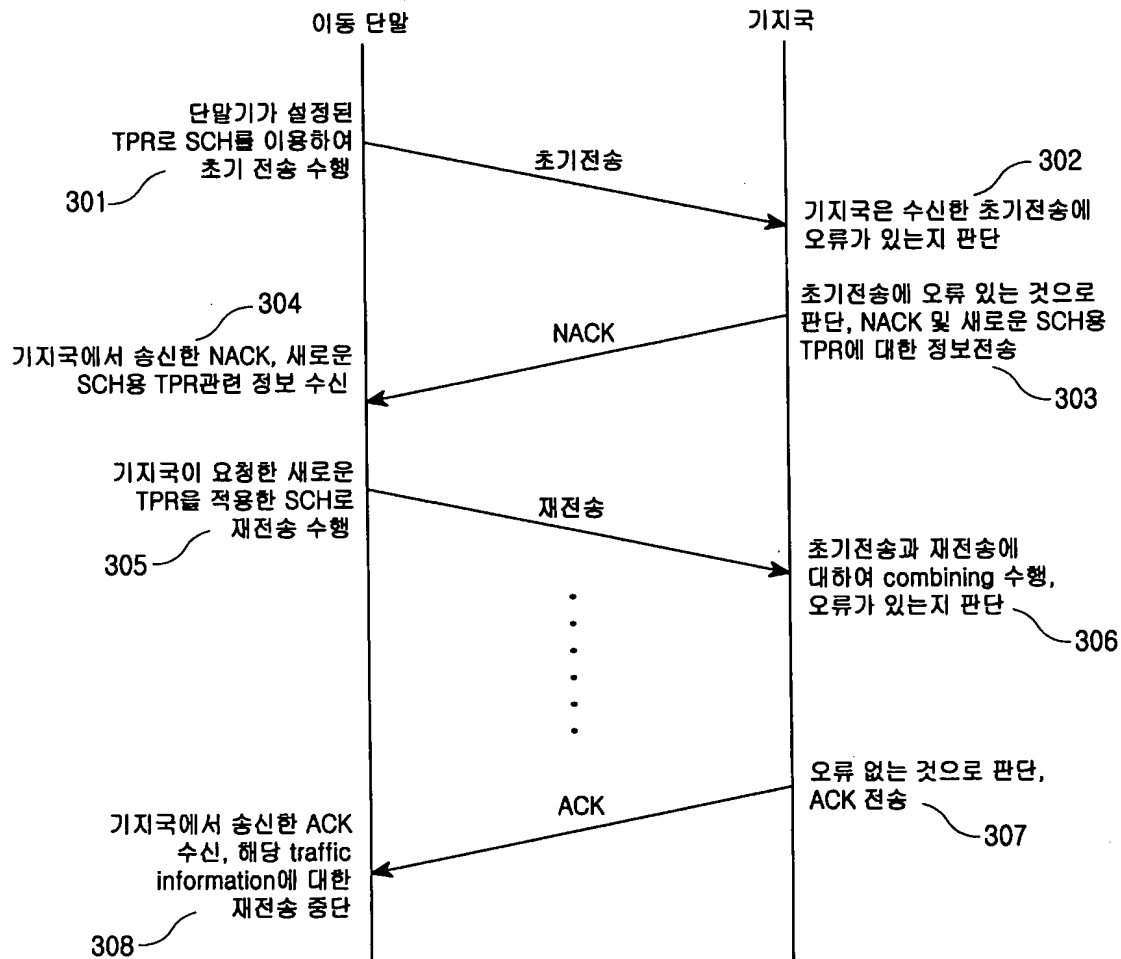 이동 단말
기지국
단말기가 설정된
TPR로 SCH를 이용하여
초기 전송 수행
301
초기전송
302
기지국은 수신한 초기전송에
오류가 있는지 판단
초기전송에 오류 있는 것으로
판단, NACK 및 새로운 SCH용
TPR에 대한 정보전송
303
NACK
304
기지국에서 송신한 NACK, 새로운
SCH용 TPR관련 정보 수신
기지국이 요청한 새로운
TPR을 적용한 SCH로
재전송 수행
305
재전송
초기전송과 재전송에
대하여 combining 수행,
오류가 있는지 판단
306
오류 없는 것으로 판단,
ACK 전송
307
ACK
기지국에서 송신한 ACK
수신, 해당 traffic
information에 대한
재전송 중단
308